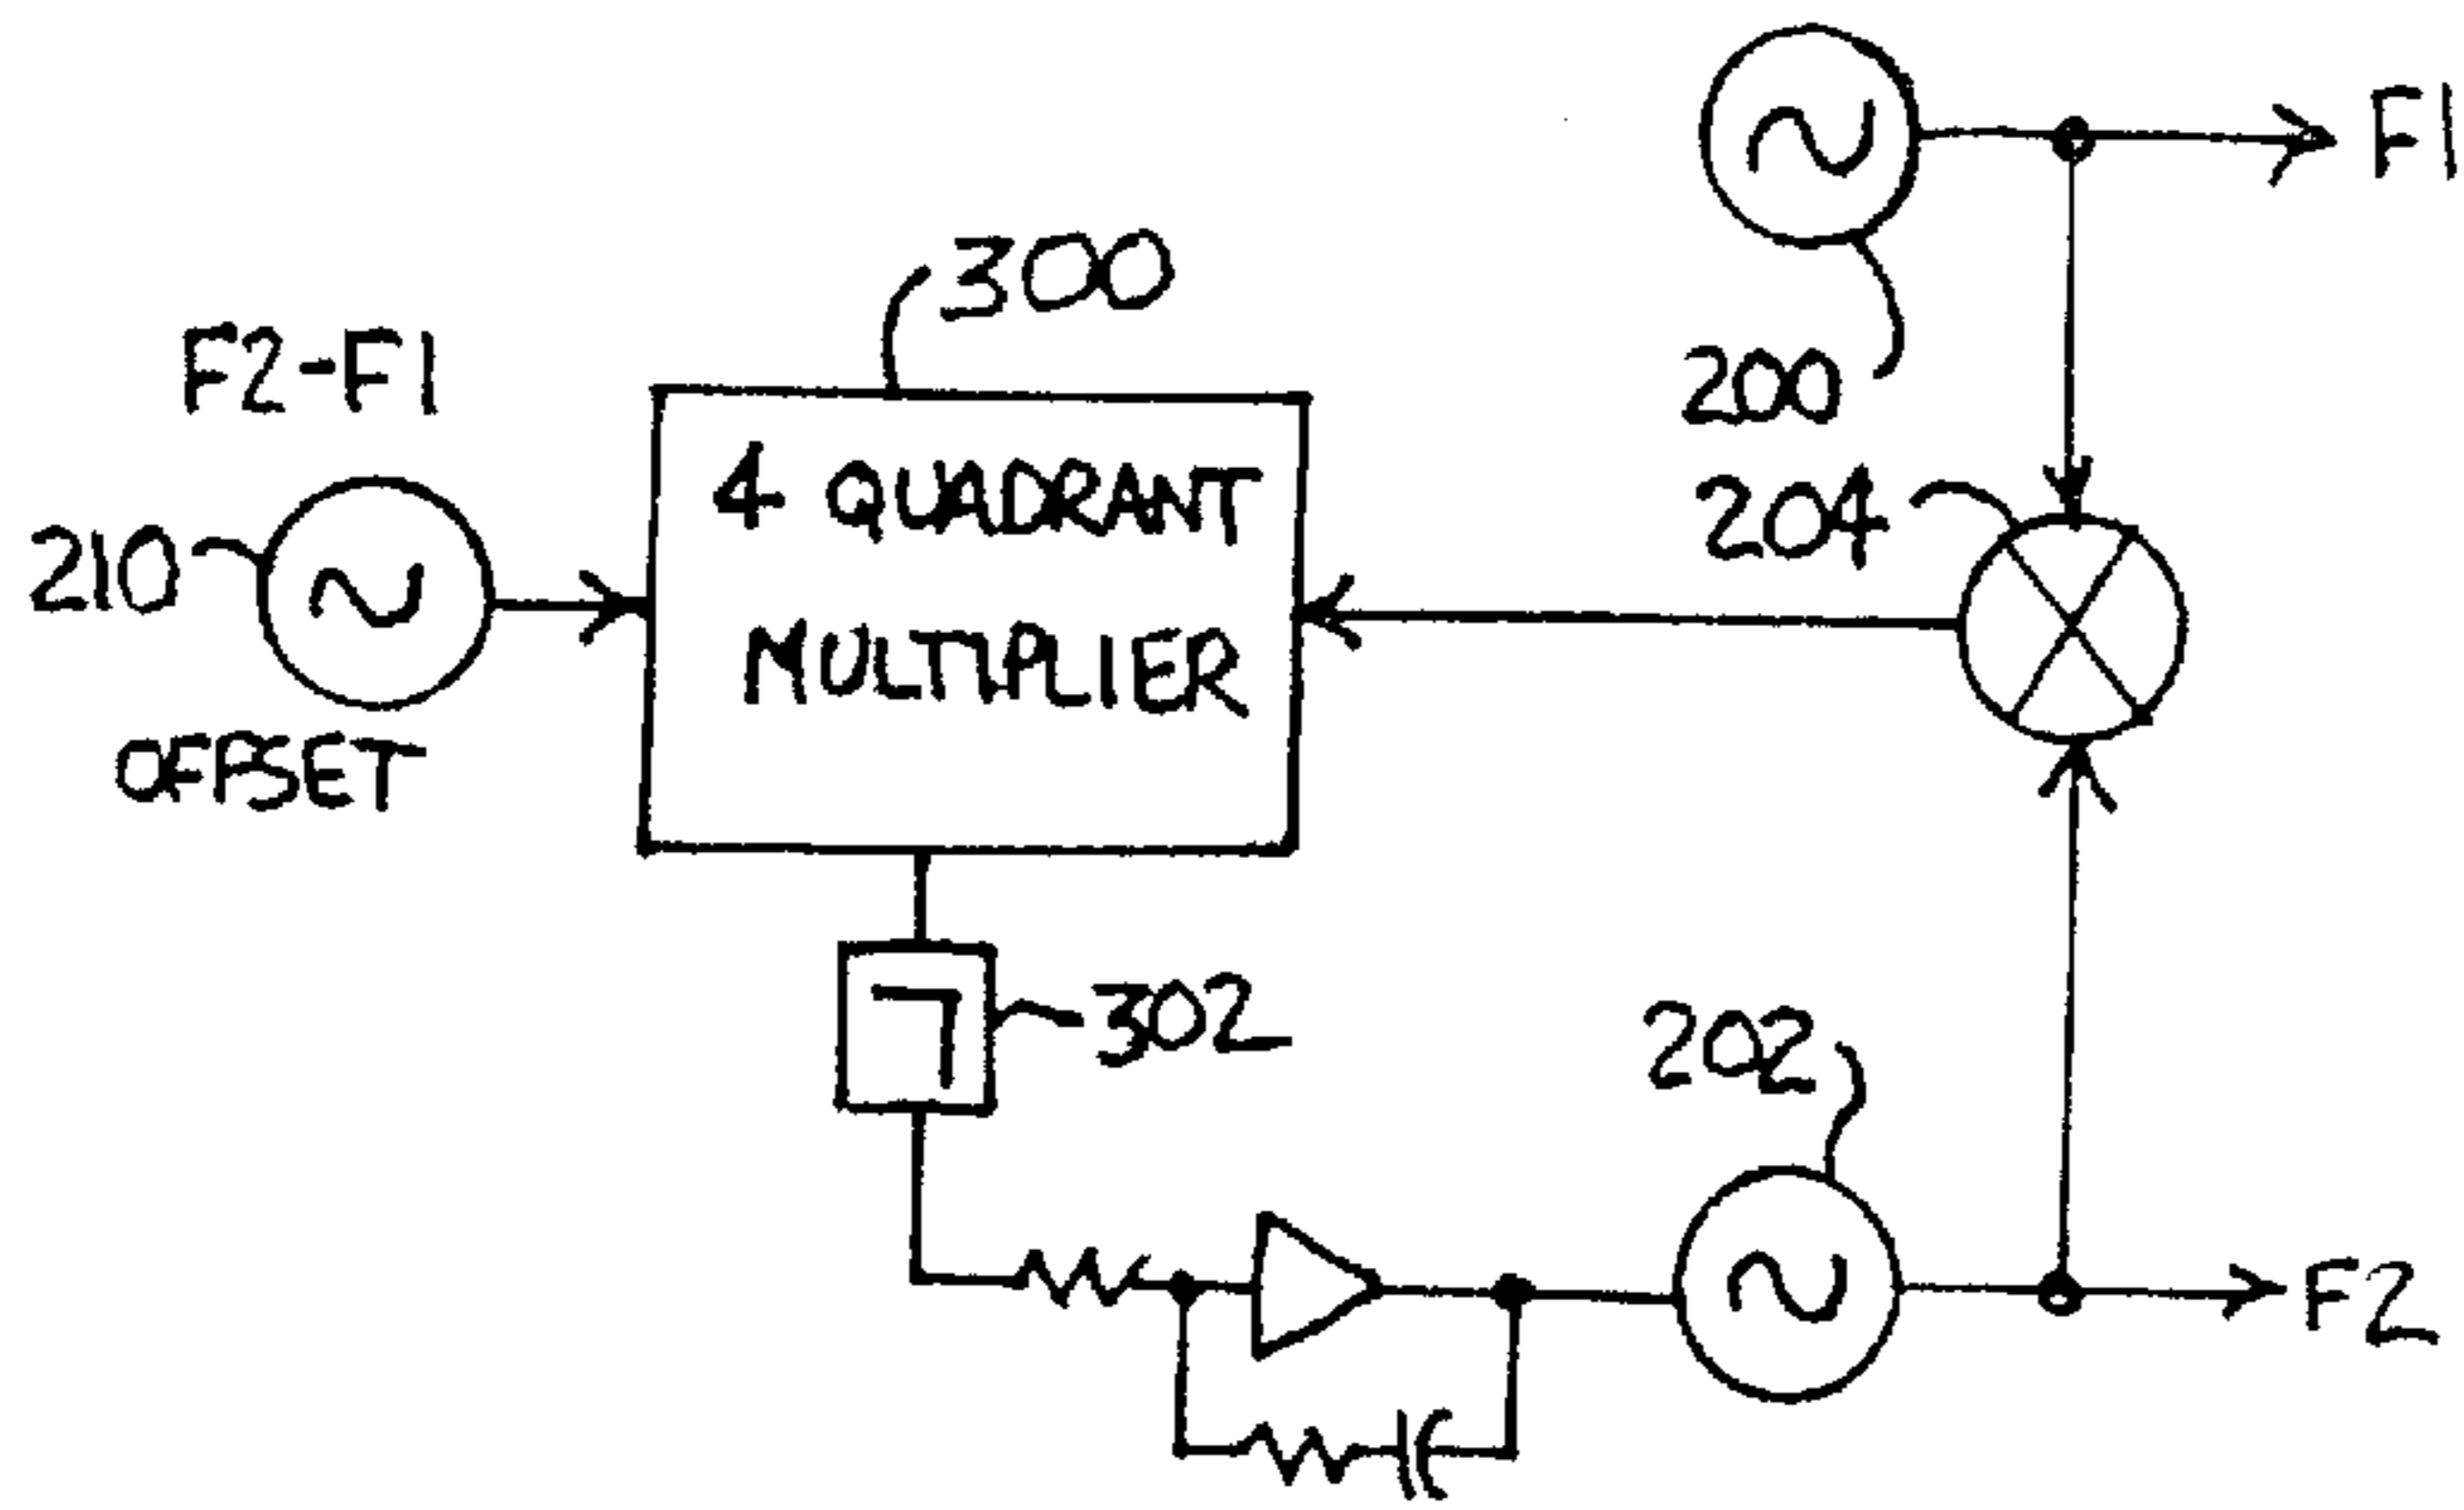 F1
300
200
F2-F1
4 QUADRANT
204
210
MULTIPLIER
OFFSET
302
202
F2